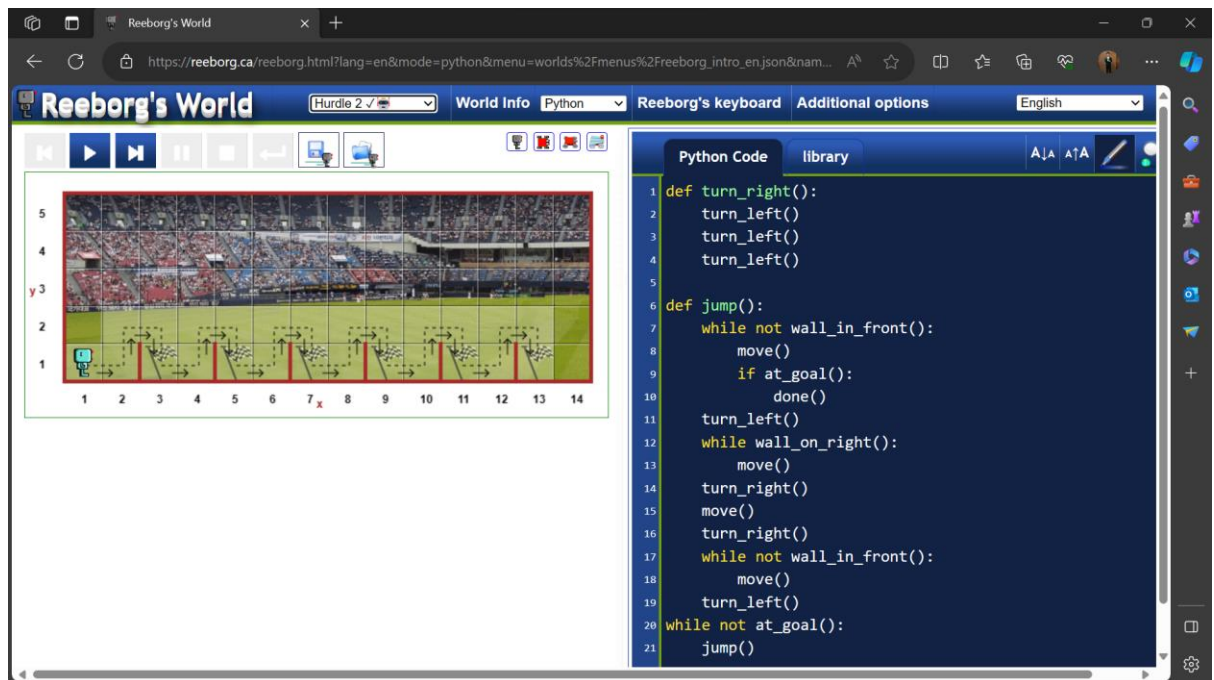 Reeborg's World
https://reeborg.ca/reeborg.html?lang=en&mode=python&menu=worlds%2Fmenus%2Freeborg_intro_en.json&nam...
Reeborg's World
Hurdle 2 √
World Info
Python
Reeborg's keyboard
Additional options
English
Python Code
library
A↓A
A↑A
5
4
y 3
2
1
1 2 3 4 5 6 7 x 8 9 10 11 12 13 14
1 def turn_right():
2 turn_left()
3 turn_left()
4 turn_left()
5
6 def jump():
7 while not wall_in_front():
8 move()
9 if at_goal():
10 done()
11 turn_left()
12 while wall_on_right():
13 move()
14 turn_right()
15 move()
16 turn_right()
17 while not wall_in_front():
18 move()
19 turn_left()
20 while not at_goal():
21 jump()